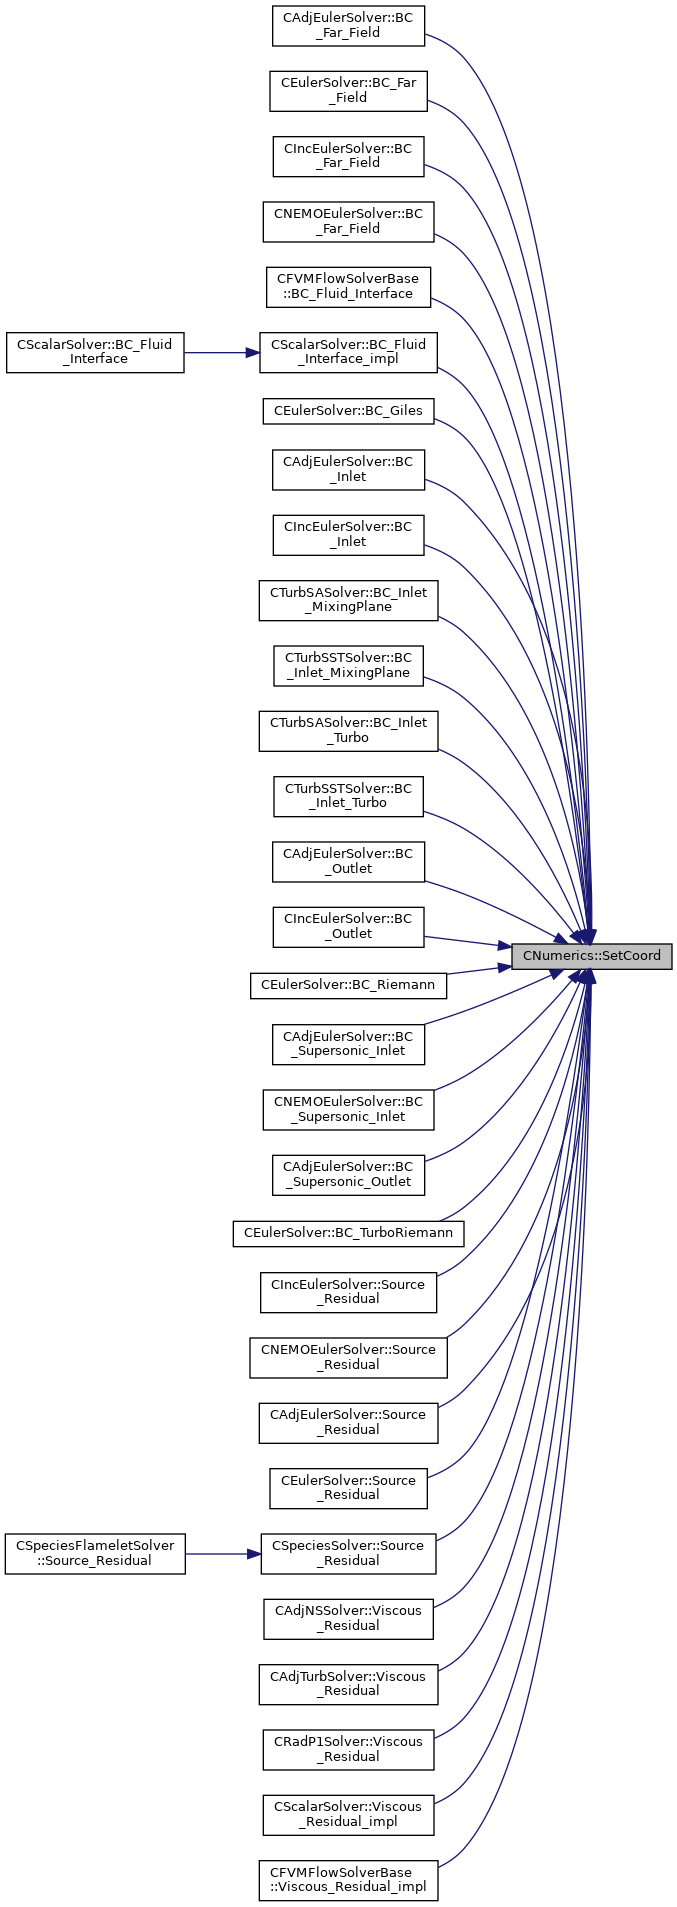 CAdjEulerSolver::BC
_Far_Field
CEulerSolver::BC_Far
_Field
CIncEulerSolver::BC
_Far_Field
CNEMOEulerSolver::BC
_Far_Field
CFVMFlowSolverBase
::BC_Fluid_Interface
CScalarSolver::BC_Fluid
_Interface
CScalarSolver::BC_Fluid
_Interface_impl
CEulerSolver::BC_Giles
CAdjEulerSolver::BC
_Inlet
CIncEulerSolver::BC
_Inlet
CTurbSASolver::BC_Inlet
_MixingPlane
CTurbSSTSolver::BC
_Inlet_MixingPlane
CTurbSASolver::BC_Inlet
_Turbo
CTurbSSTSolver::BC
_Inlet_Turbo
CAdjEulerSolver::BC
_Outlet
CIncEulerSolver::BC
_Outlet
CNumerics::SetCoord
CEulerSolver::BC_Riemann
CAdjEulerSolver::BC
_Supersonic_Inlet
CNEMOEulerSolver::BC
_Supersonic_Inlet
CAdjEulerSolver::BC
_Supersonic_Outlet
CEulerSolver::BC_TurboRiemann
CIncEulerSolver::Source
_Residual
CNEMOEulerSolver::Source
_Residual
CAdjEulerSolver::Source
_Residual
CEulerSolver::Source
_Residual
CSpeciesFlameletSolver
::Source_Residual
CSpeciesSolver::Source
_Residual
CAdjNSSolver::Viscous
_Residual
CAdjTurbSolver::Viscous
_Residual
CRadP1Solver::Viscous
_Residual
CScalarSolver::Viscous
_Residual_impl
CFVMFlowSolverBase
::Viscous_Residual_impl